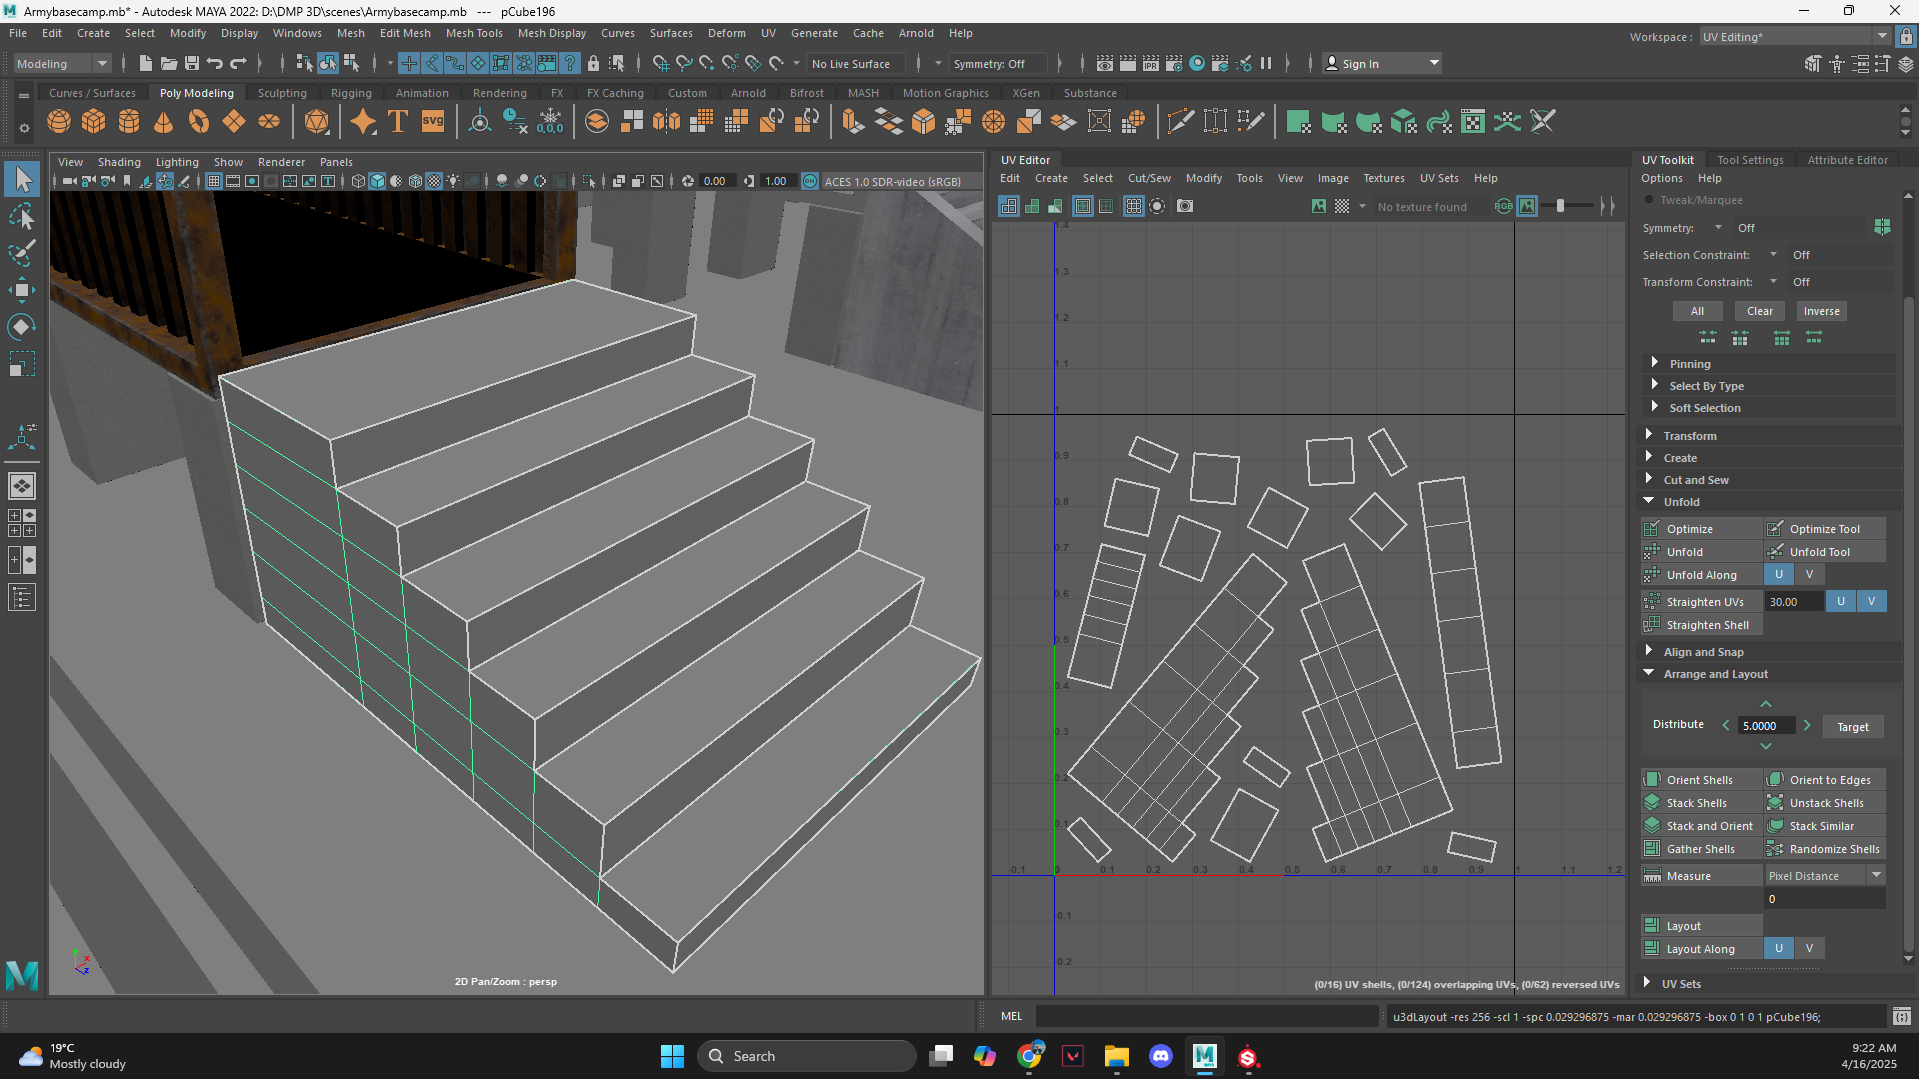 Armybasecamp.mb* - Autodesk MAYA 2022: D:\DMP 3D\scenes\Armybasecamp.mb --- pCube196
File Edit Create Select Modify Display Windows Mesh Edit Mesh Mesh Tools Mesh Display Curves Surfaces Deform UV Generate Cache Arnold Help
Workspace : UV Editing*
Modeling No Live Surface Symmetry: Off Sign In
Curves / Surfaces Poly Modeling Sculpting Rigging Animation Rendering FX FX Caching Custom Arnold Bifrost MASH Motion Graphics XGen Substance
T svg 0,0,0
View Shading Lighting Show Renderer Panels
0.00 1.00 ON ACES 1.0 SDR-video (sRGB)
2D Pan/Zoom : persp
UV Editor
Edit Create Select Cut/Sew Modify Tools View Image Textures UV Sets Help
No texture found RGB
1.4
1.3
1.2
1.1
1
0.9
0.8
0.7
0.6
0.5
0.4
0.3
0.2
0.1
-0.1 0 0.1 0.2 0.3 0.4 0.5 0.6 0.7 0.8 0.9 1 1.1 1.2
-0.1
-0.2
(0/16) UV shells, (0/124) overlapping UVs, (0/62) reversed UVs
UV Toolkit Tool Settings Attribute Editor
Options Help
Tweak/Marquee
Symmetry: Off
Selection Constraint: Off
Transform Constraint: Off
All Clear Inverse
Pinning
Select By Type
Soft Selection
Transform
Create
Cut and Sew
Unfold
Optimize Optimize Tool
Unfold Unfold Tool
Unfold Along U V
Straighten UVs 30.00 U V
Straighten Shell
Align and Snap
Arrange and Layout
Distribute 5.0000 Target
Orient Shells Orient to Edges
Stack Shells Unstack Shells
Stack and Orient Stack Similar
Gather Shells Randomize Shells
Measure Pixel Distance
0
Layout
Layout Along U V
UV Sets
MEL
u3dLayout -res 256 -scl 1 -spc 0.029296875 -mar 0.029296875 -box 0 1 0 1 pCube196;
19°C
Mostly cloudy
Search
9:22 AM
4/16/2025